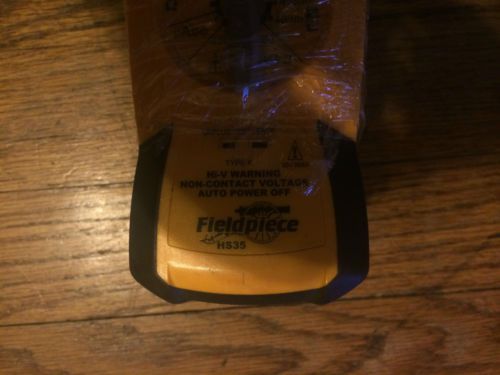 Ω
TYPE K
Hi-V WARNING
NON-CONTACT VOLTAGE
AUTO POWER OFF
Fieldpiece
HS35